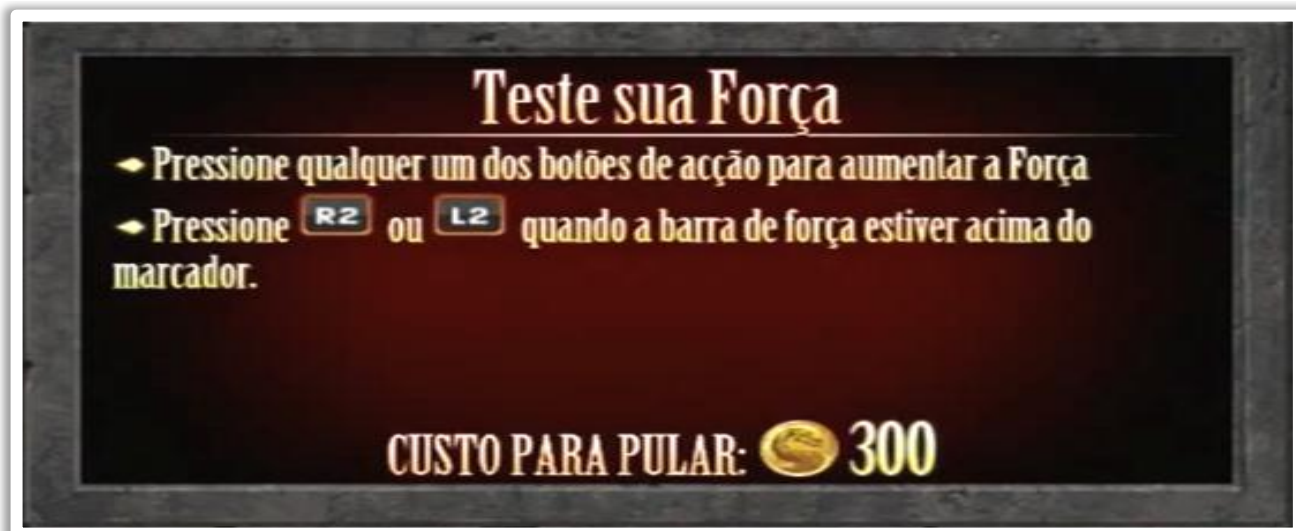 Teste sua Força
Pressione qualquer um dos botões de acção para aumentar a Força
Pressione R2 ou L2 quando a barra de força estiver acima do
marcador.
CUSTO PARA PULAR: 300